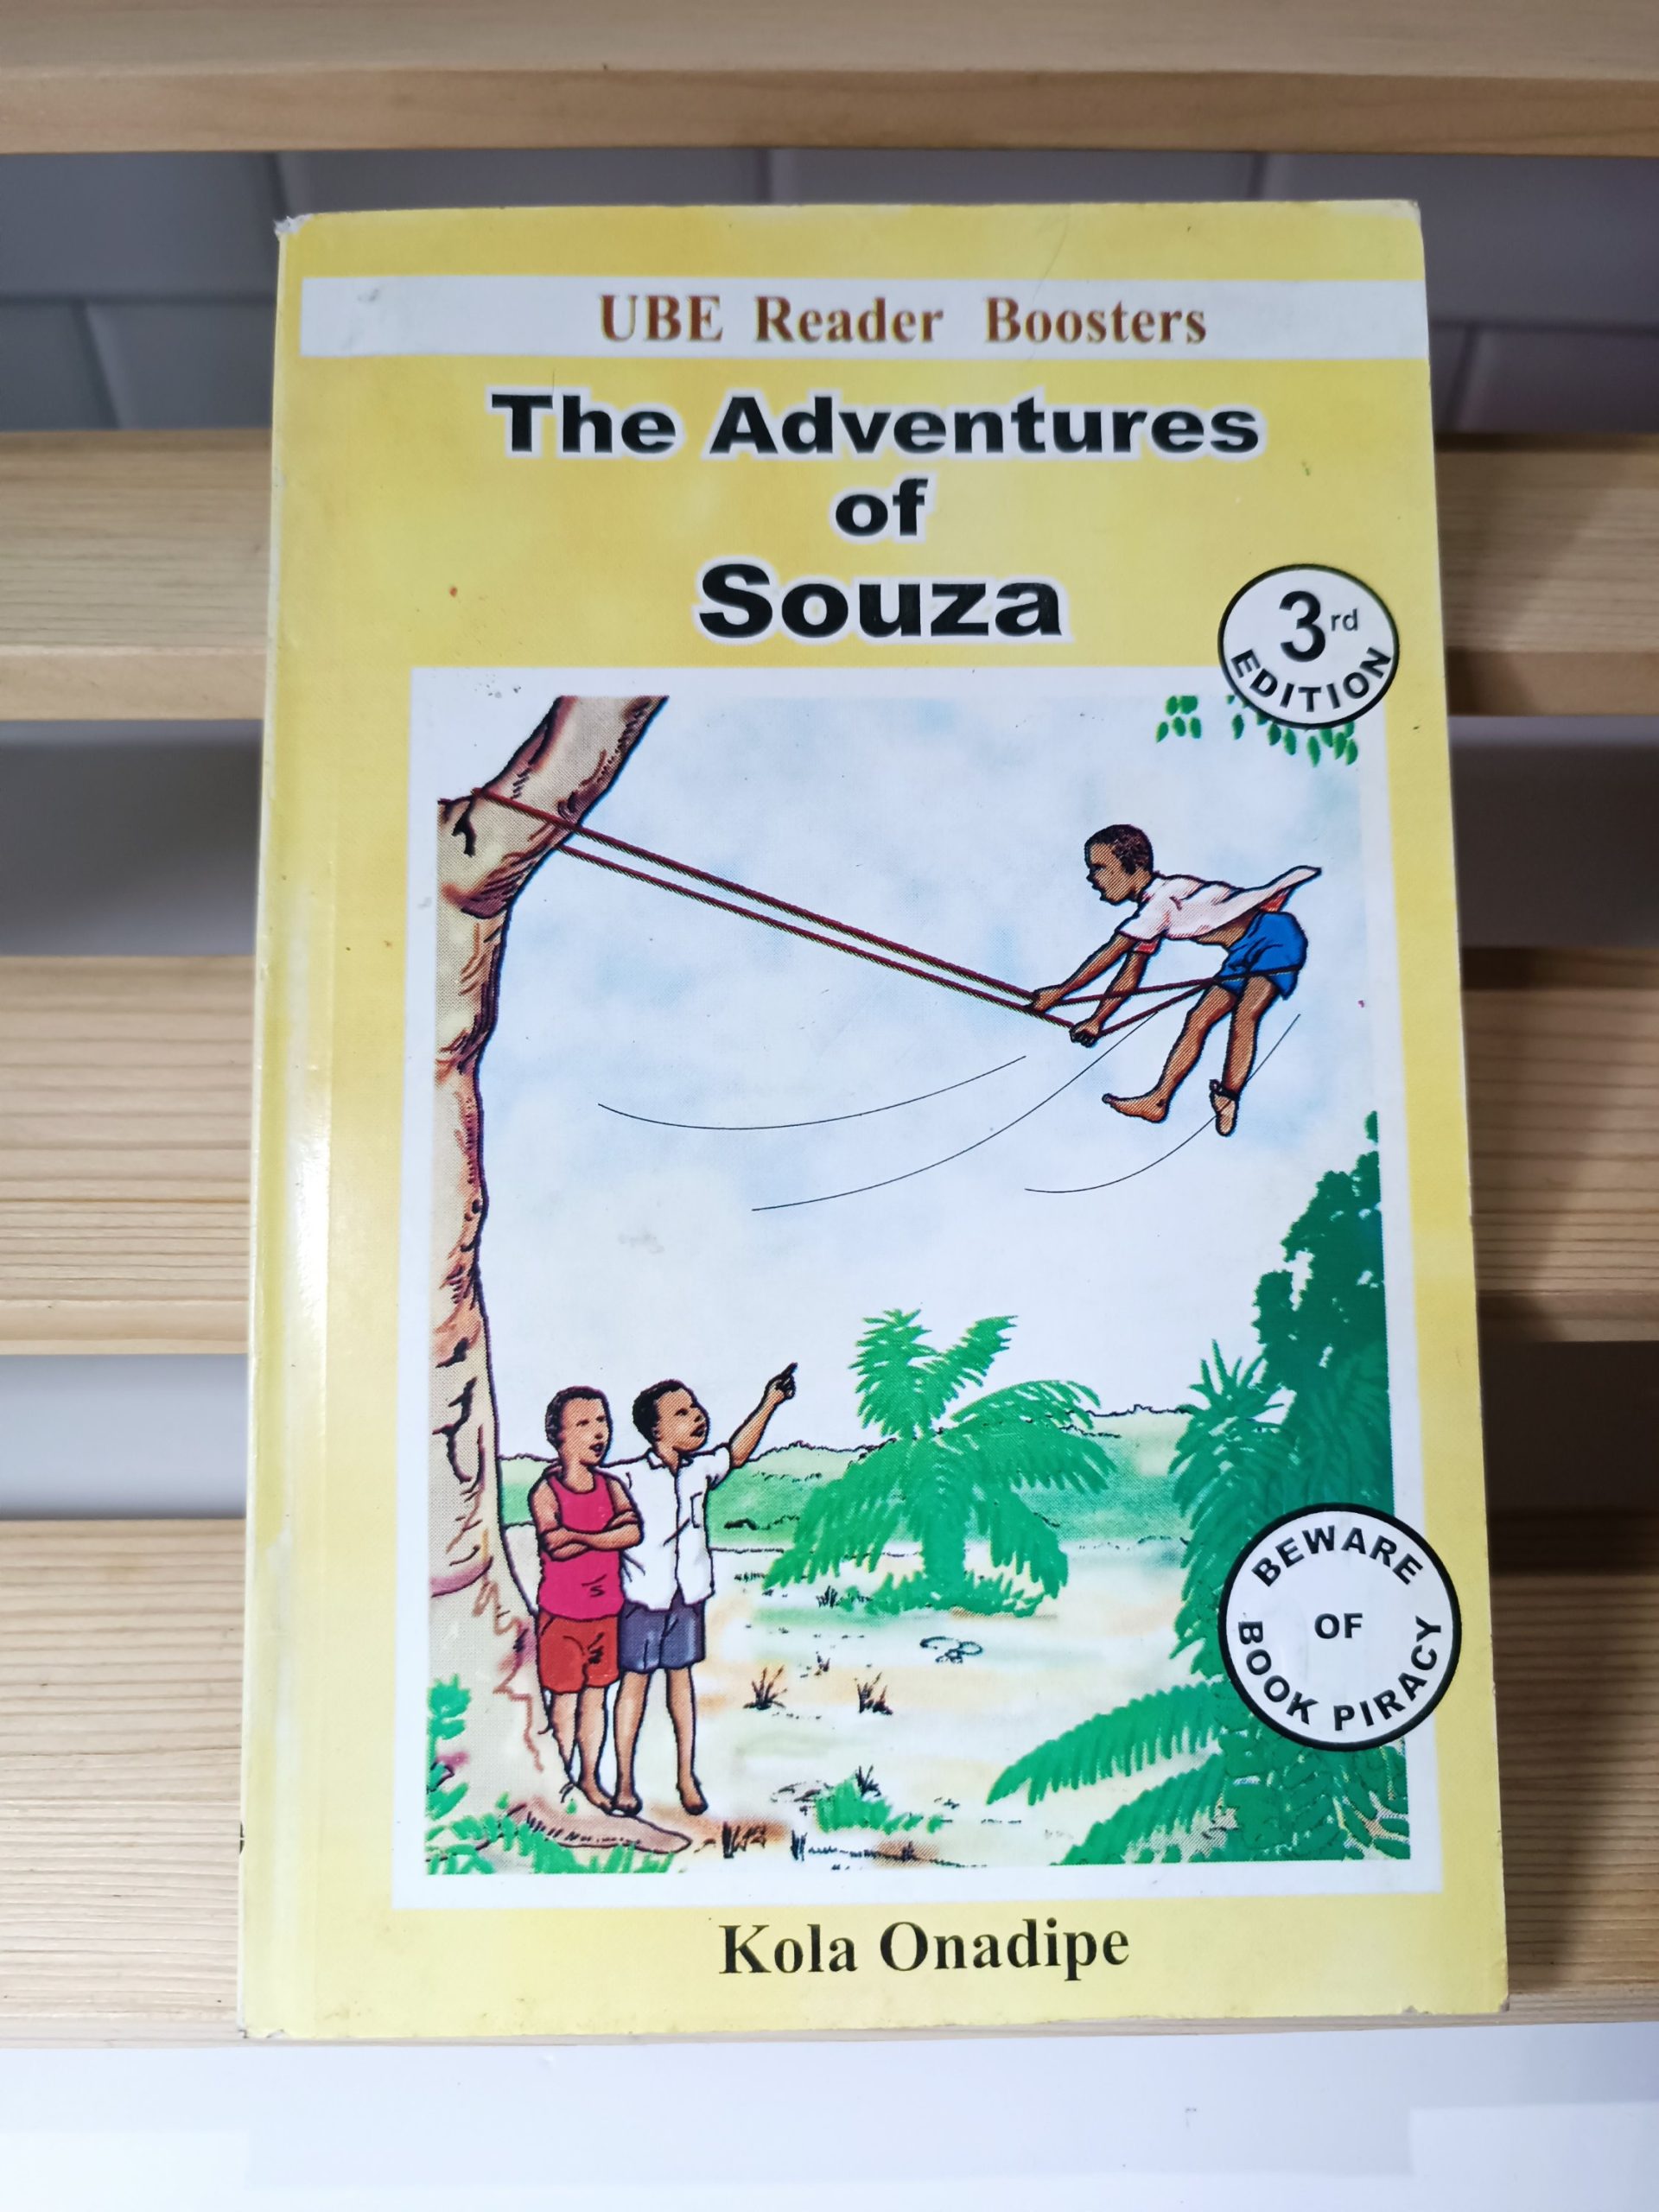 UBE Reader Boosters
The Adventures
of
Souza
3rd
EDITION
BEWARE
OF
BOOK PIRACY
Kola Onadipe